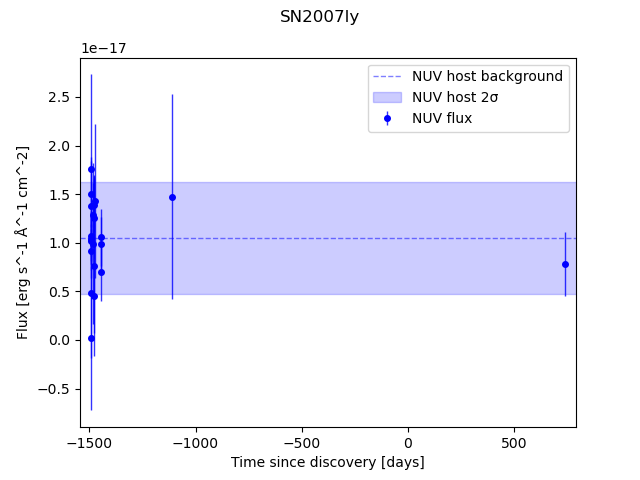 SN2007ly
1e−17
NUV host background
NUV host 2σ
NUV flux
2.5
2.0
1.5
1.0
0.5
0.0
−0.5
Flux [erg s^-1 Å^-1 cm^-2]
−1500
−1000
−500
0
500
Time since discovery [days]